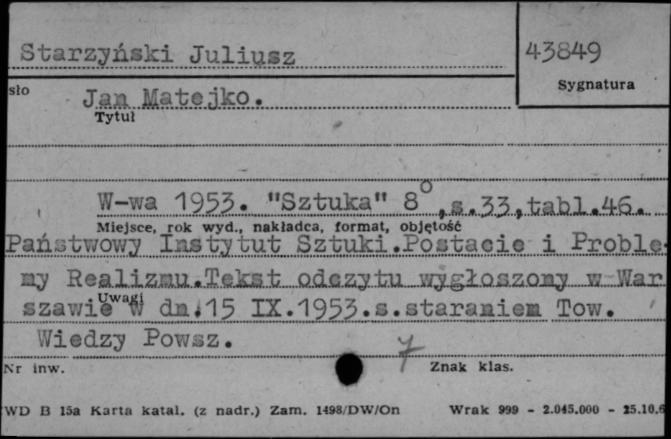 Starzyński Juliusz
43849
Sygnatura
sło
Jan Matejko.
Tytuł
W-wa 1953. "Sztuka" 8°,s.33,tabl.46.
Miejsce, rok wyd., nakładca, format, objętość
Państwowy Instytut Sztuki.Postacie i Proble-
my Realizmu.Tekst odczytu wygłoszony w War
szawie w dn.15 IX.1953.s.staraniem Tow.
Uwagi
Wiedzy Powsz.
7
Nr inw.
Znak klas.
WD B 15a Karta katal. (z nadr.) Zam. 1498/DW/On
Wrak 999 - 2.045.000 - 25.10.6